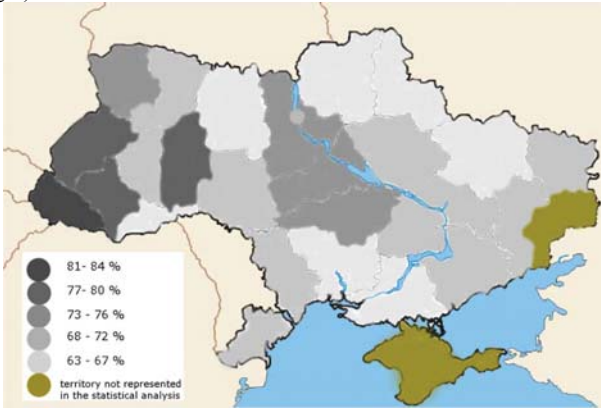 81- 84 %
77- 80 %
73 - 76 %
68 - 72 %
63 - 67 %
territory not represented
in the statistical analysis